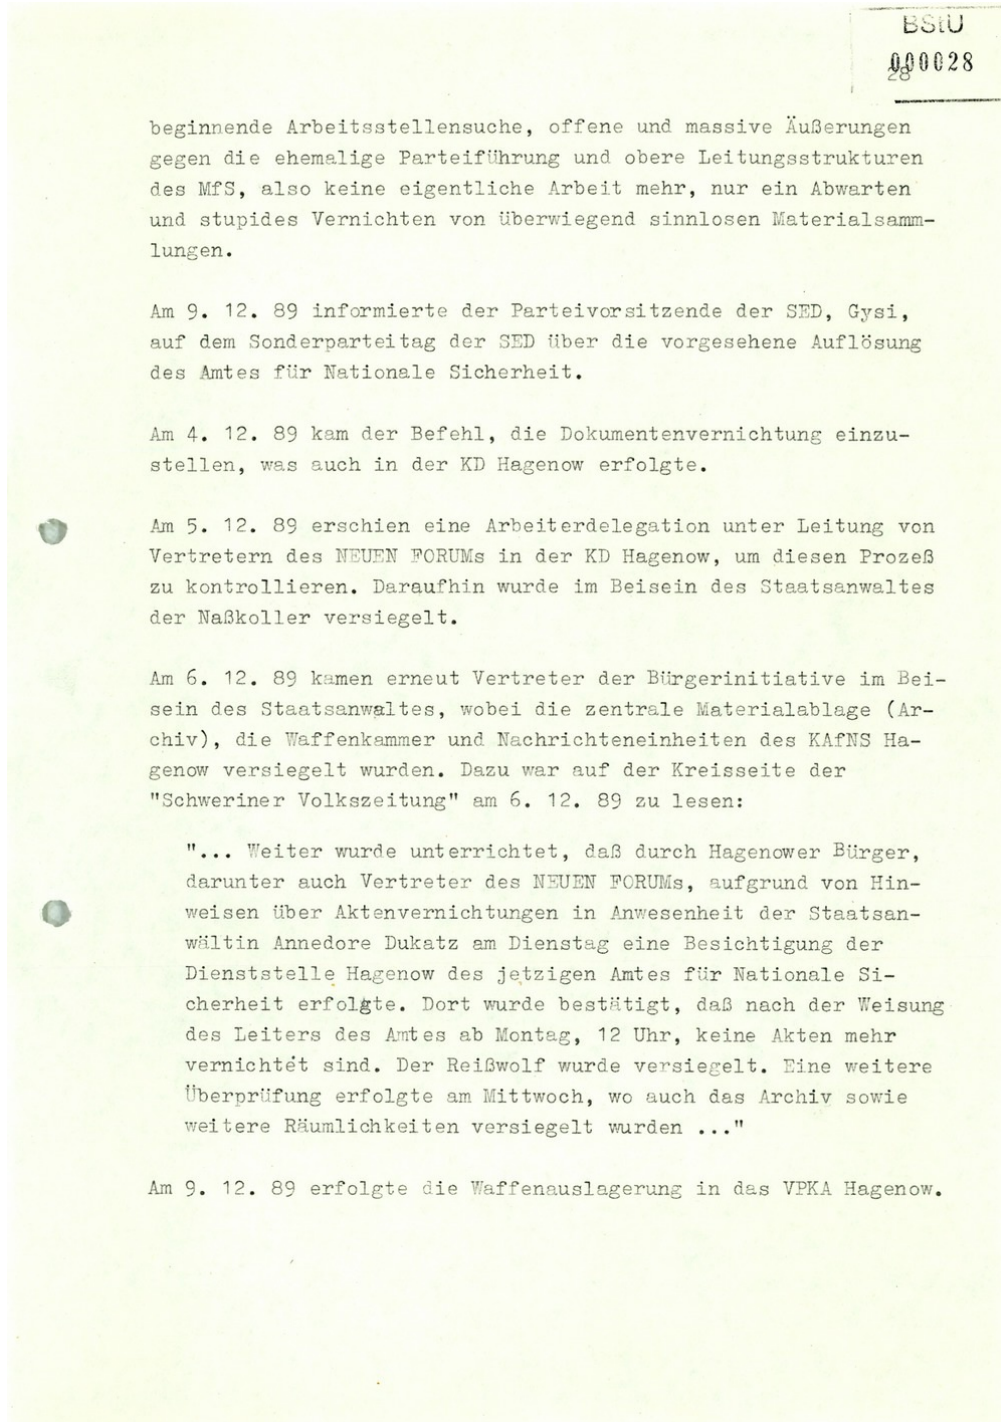 BStU
000028
28
beginnende Arbeitsstellensuche, offene und massive Äußerungen
gegen die ehemalige Parteiführung und obere Leitungsstrukturen
des MfS, also keine eigentliche Arbeit mehr, nur ein Abwarten
und stupides Vernichten von überwiegend sinnlosen Materialsamm-
lungen.
Am 9. 12. 89 informierte der Parteivorsitzende der SED, Gysi,
auf dem Sonderparteitag der SED über die vorgesehene Auflösung
des Amtes für Nationale Sicherheit.
Am 4. 12. 89 kam der Befehl, die Dokumentenvernichtung einzu-
stellen, was auch in der KD Hagenow erfolgte.
Am 5. 12. 89 erschien eine Arbeiterdelegation unter Leitung von
Vertretern des NEUEN FORUMs in der KD Hagenow, um diesen Prozeß
zu kontrollieren. Daraufhin wurde im Beisein des Staatsanwaltes
der Naßkoller versiegelt.
Am 6. 12. 89 kamen erneut Vertreter der Bürgerinitiative im Bei-
sein des Staatsanwaltes, wobei die zentrale Materialablage (Ar-
chiv), die Waffenkammer und Nachrichteneinheiten des KAfNS Ha-
genow versiegelt wurden. Dazu war auf der Kreisseite der
"Schweriner Volkszeitung" am 6. 12. 89 zu lesen:
"... Weiter wurde unterrichtet, daß durch Hagenower Bürger,
darunter auch Vertreter des NEUEN FORUMs, aufgrund von Hin-
weisen über Aktenvernichtungen in Anwesenheit der Staatsan-
wältin Annedore Dukatz am Dienstag eine Besichtigung der
Dienststelle Hagenow des jetzigen Amtes für Nationale Si-
cherheit erfolgte. Dort wurde bestätigt, daß nach der Weisung
des Leiters des Amtes ab Montag, 12 Uhr, keine Akten mehr
vernichtet sind. Der Reißwolf wurde versiegelt. Eine weitere
Überprüfung erfolgte am Mittwoch, wo auch das Archiv sowie
weitere Räumlichkeiten versiegelt wurden ..."
Am 9. 12. 89 erfolgte die Waffenauslagerung in das VPKA Hagenow.